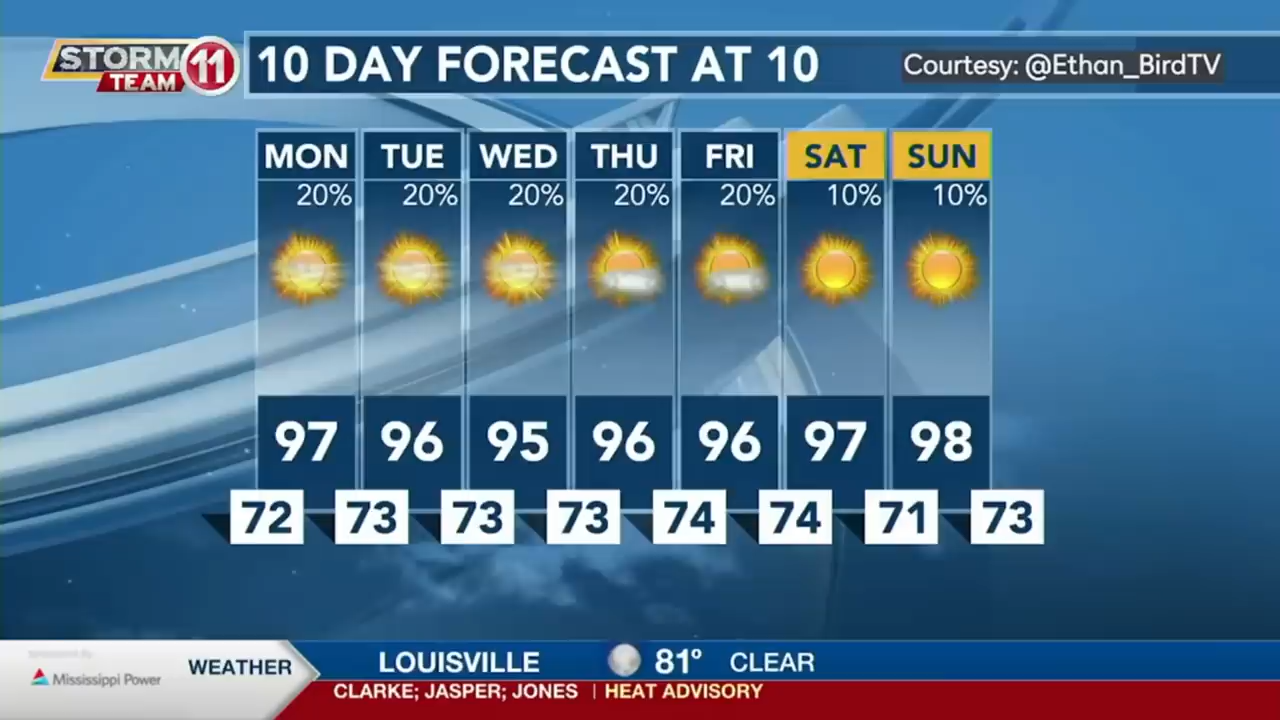 STORM TEAM 11
10 DAY FORECAST AT 10
Courtesy: @Ethan_BirdTV
MON TUE WED THU FRI SAT SUN
20% 20% 20% 20% 20% 10% 10%
97 96 95 96 96 97 98
72 73 73 73 74 74 71 73
Mississippi Power
WEATHER
LOUISVILLE 81° CLEAR
CLARKE; JASPER; JONES | HEAT ADVISORY